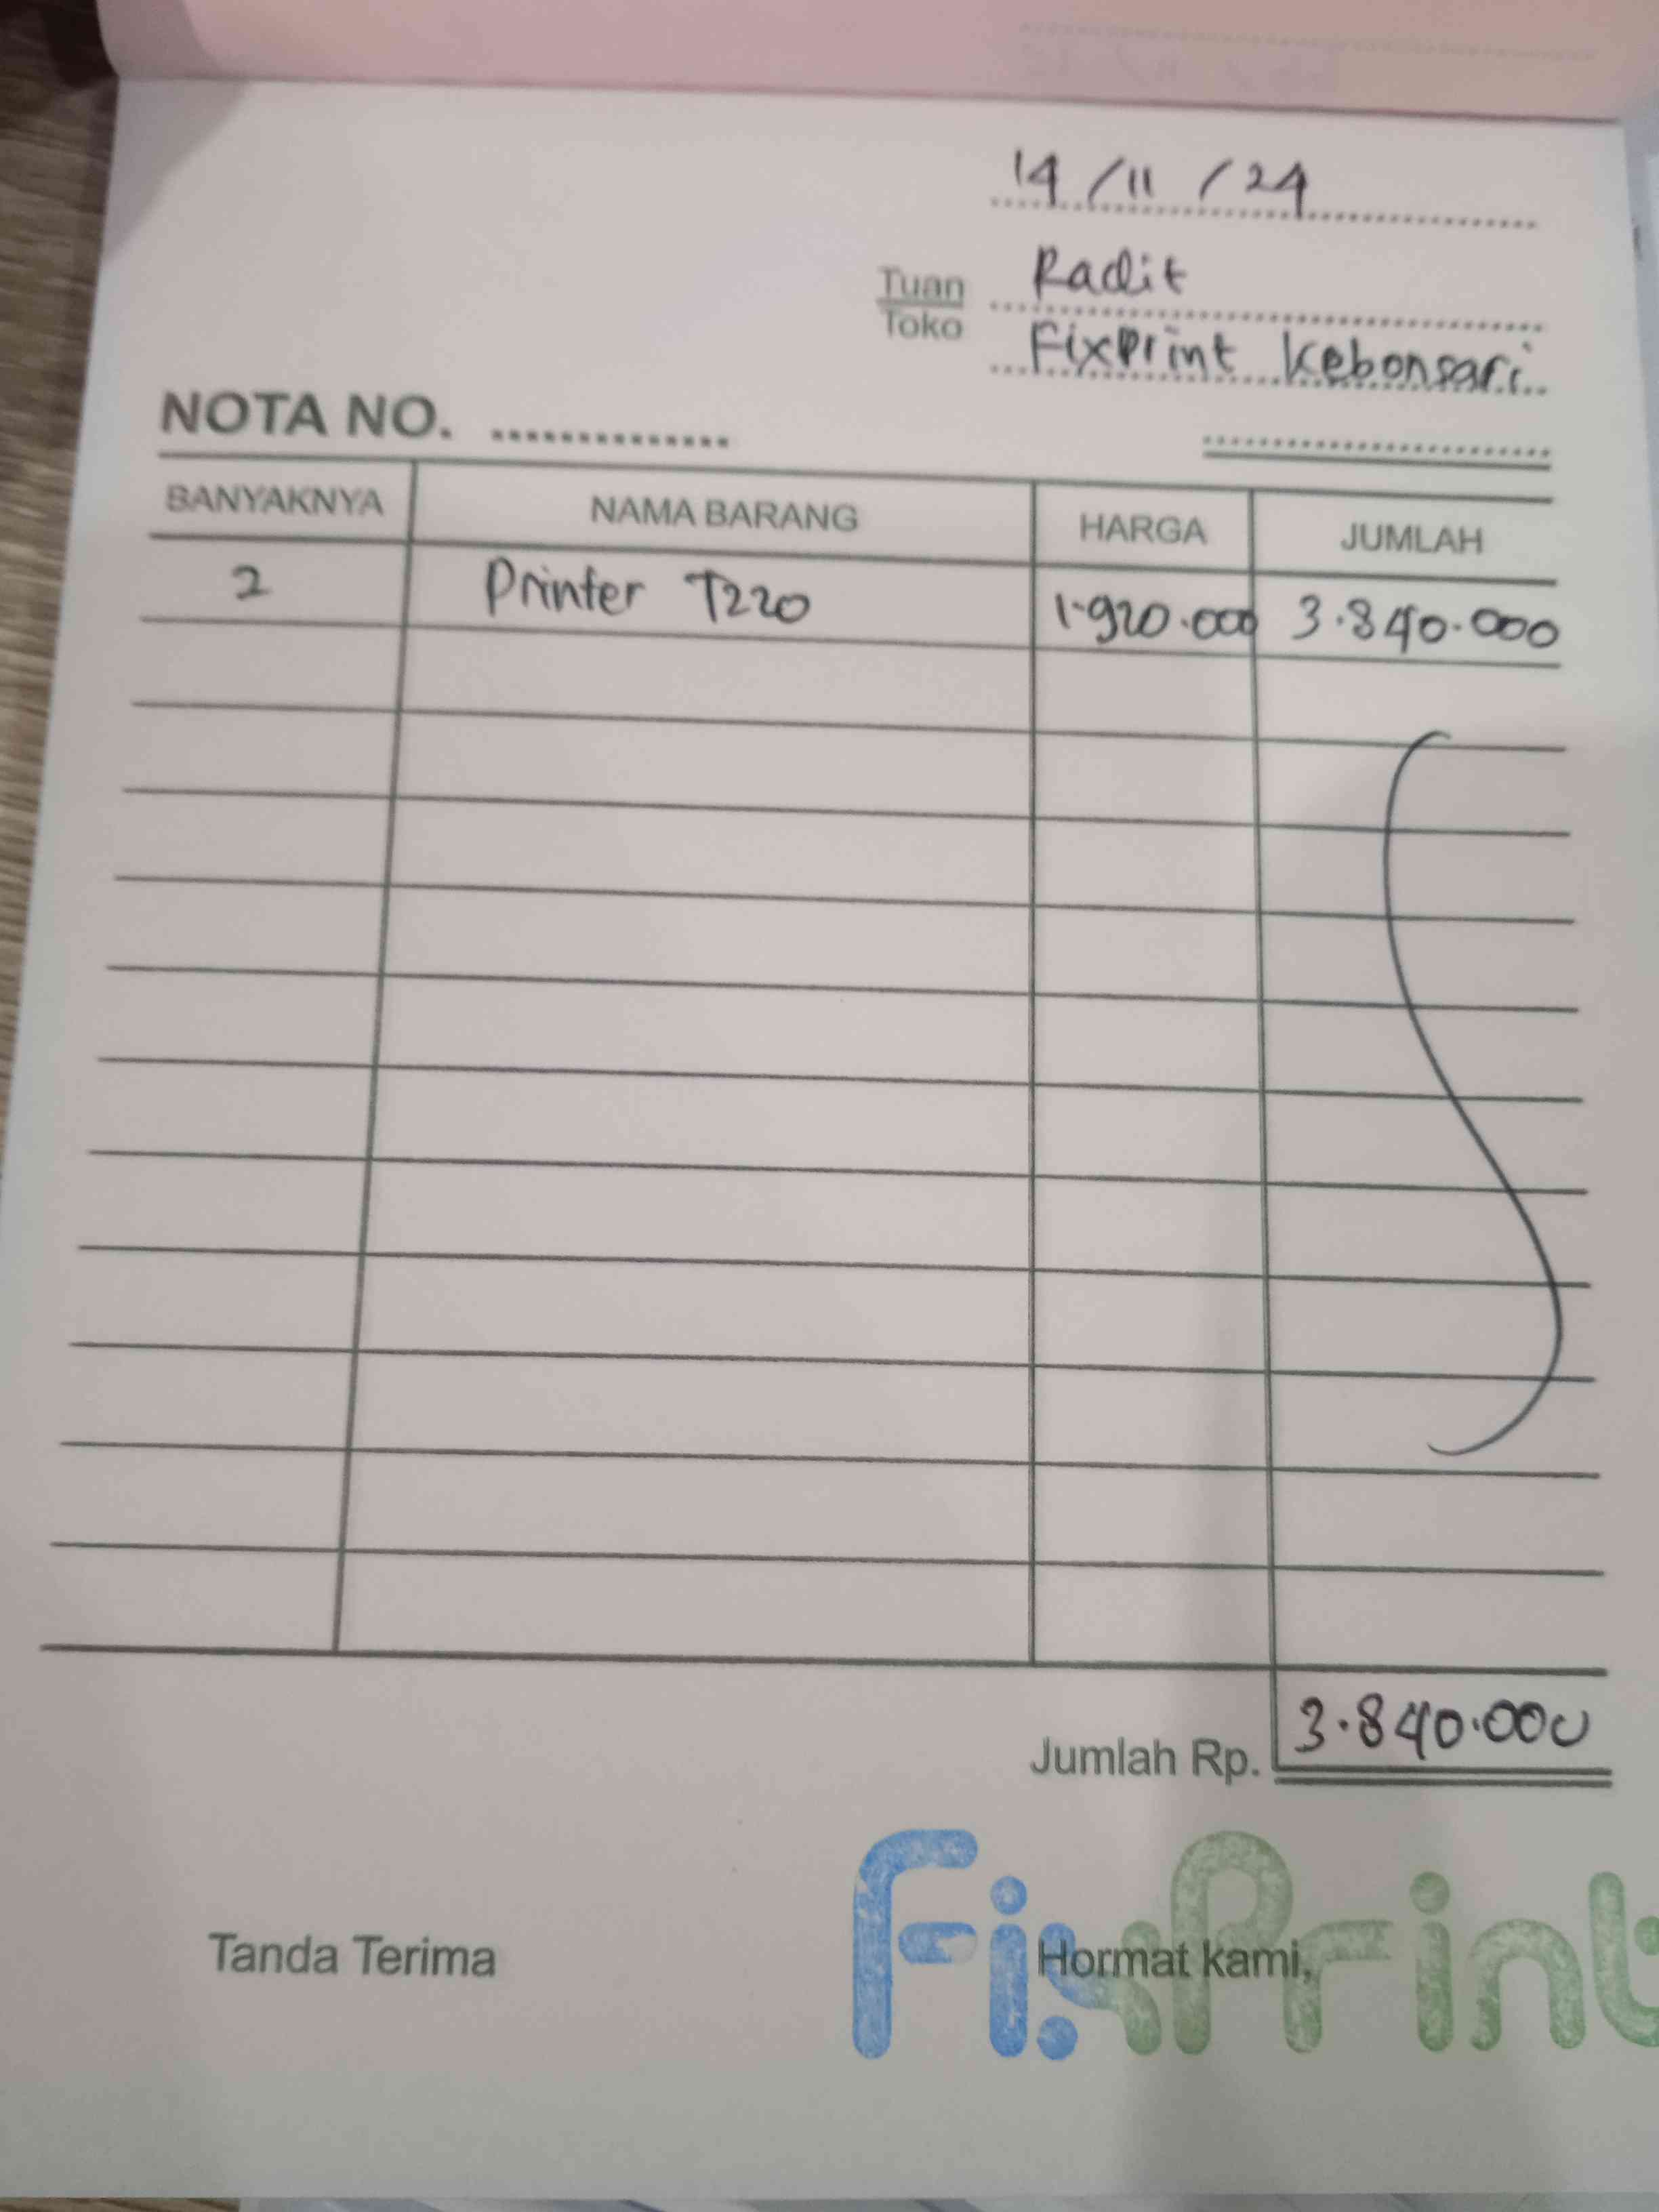 14/11/24
Tuan Radit
Toko FixPrint Kebonsari
NOTA NO.
BANYAKNYA NAMA BARANG HARGA JUMLAH
2 Printer T220 1.920.000 3.840.000
Jumlah Rp. 3.840.000
Tanda Terima Hormat kami,
FixPrint